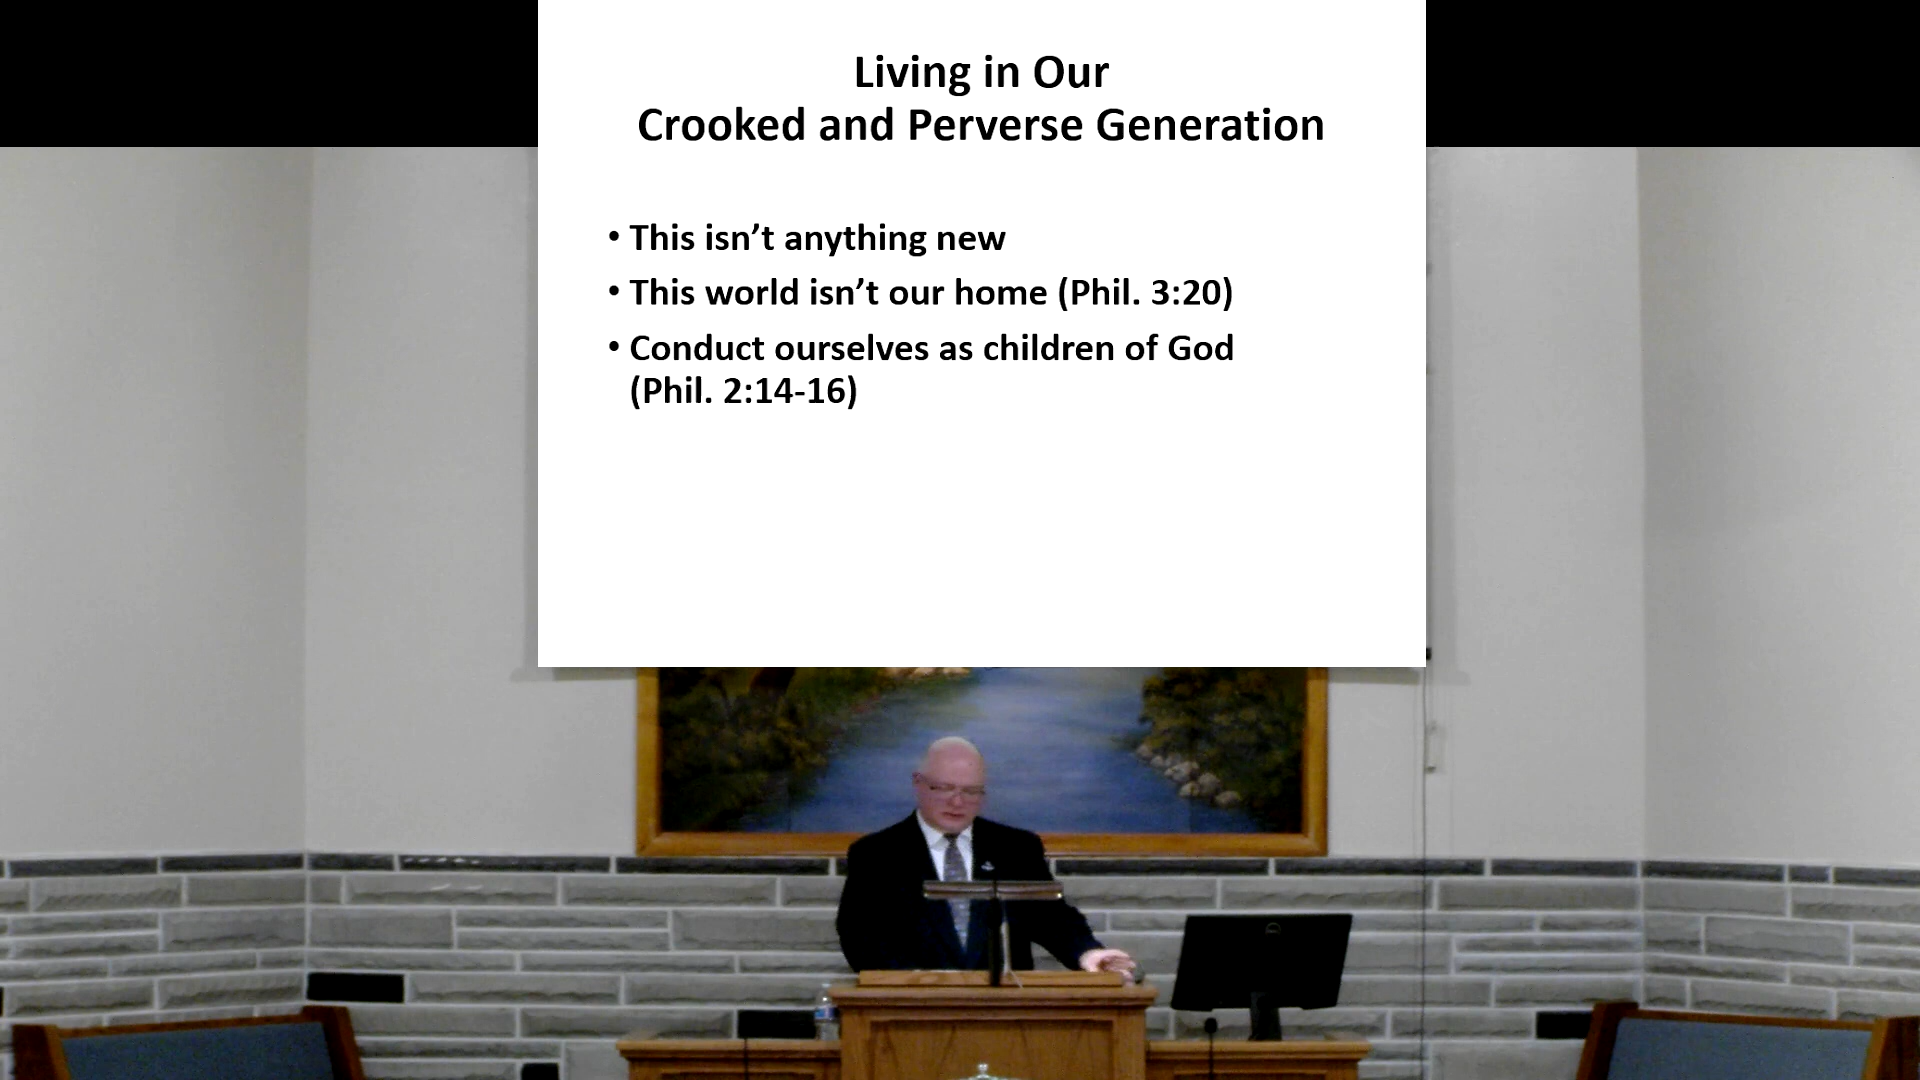 Living in Our
Crooked and Perverse Generation
• This isn’t anything new
• This world isn’t our home (Phil. 3:20)
• Conduct ourselves as children of God
(Phil. 2:14-16)